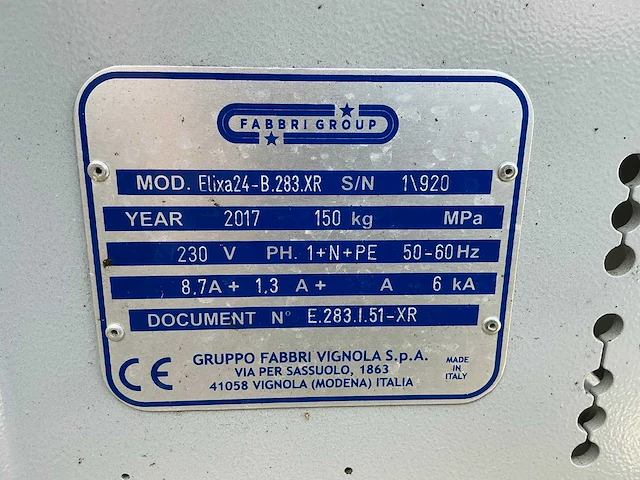 FABBRI GROUP
MOD. Elixa24-B.283.XR S/N 1\920
YEAR 2017 150 kg MPa
230 V PH. 1+N+PE 50-60Hz
8.7A + 1.3 A + A 6 kA
DOCUMENT N° E.283.I.51-XR
CE
GRUPPO FABBRI VIGNOLA S.p.A.
VIA PER SASSUOLO, 1863
41058 VIGNOLA (MODENA) ITALIA
MADE
IN
ITALY